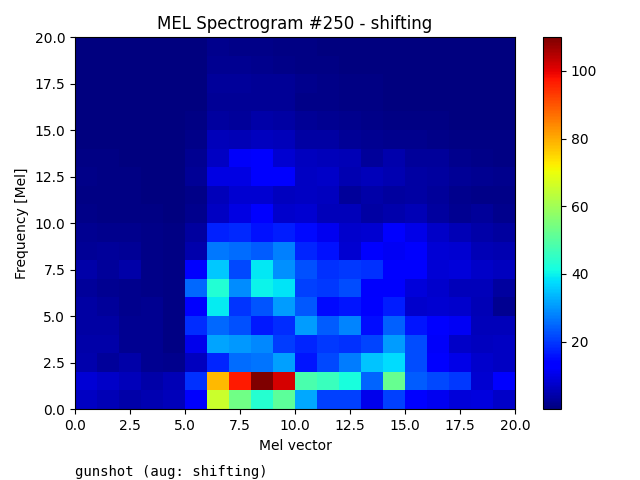 MEL Spectrogram #250 - shifting
20.0
17.5
15.0
12.5
10.0
7.5
5.0
2.5
0.0
Frequency [Mel]
0.0 2.5 5.0 7.5 10.0 12.5 15.0 17.5 20.0
Mel vector
100
80
60
40
20
gunshot (aug: shifting)